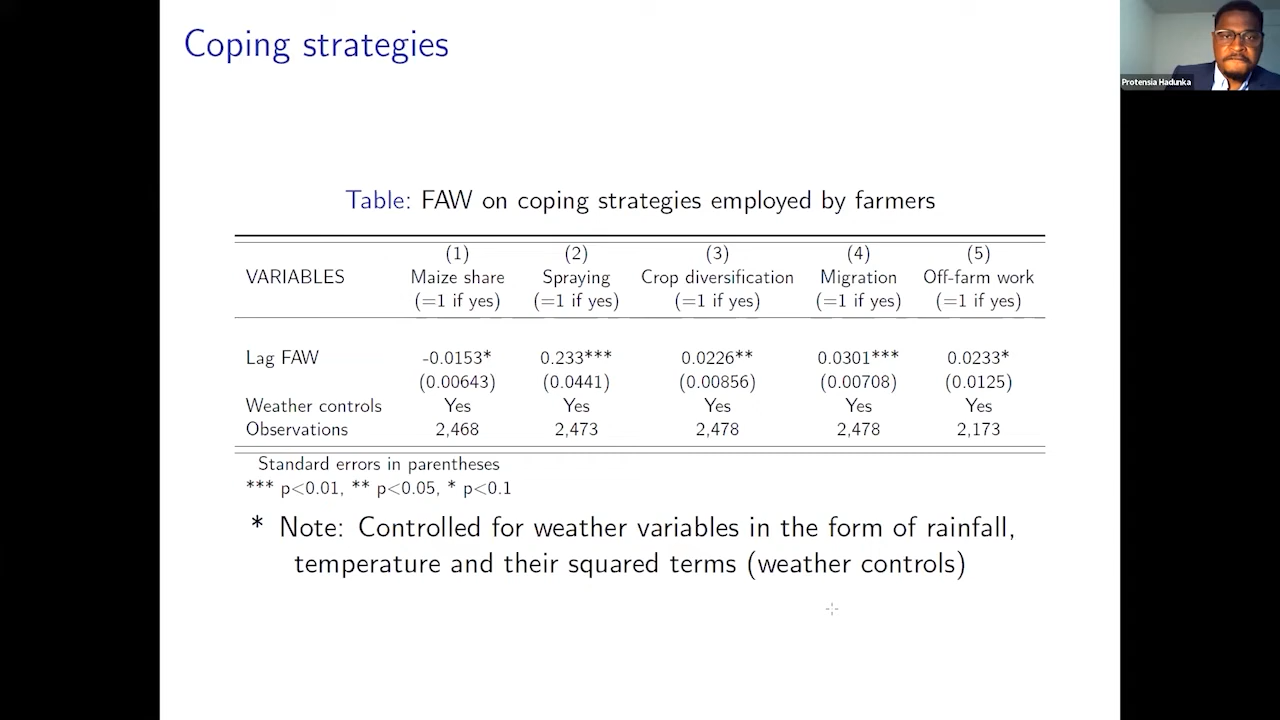 Coping strategies
Protensia Hadunka
Table: FAW on coping strategies employed by farmers
(1) (2) (3) (4) (5)
VARIABLES Maize share Spraying Crop diversification Migration Off-farm work
(=1 if yes) (=1 if yes) (=1 if yes) (=1 if yes) (=1 if yes)
Lag FAW -0.0153* 0.233*** 0.0226** 0.0301*** 0.0233*
(0.00643) (0.0441) (0.00856) (0.00708) (0.0125)
Weather controls Yes Yes Yes Yes Yes
Observations 2,468 2,473 2,478 2,478 2,173
Standard errors in parentheses
*** p<0.01, ** p<0.05, * p<0.1
* Note: Controlled for weather variables in the form of rainfall,
temperature and their squared terms (weather controls)